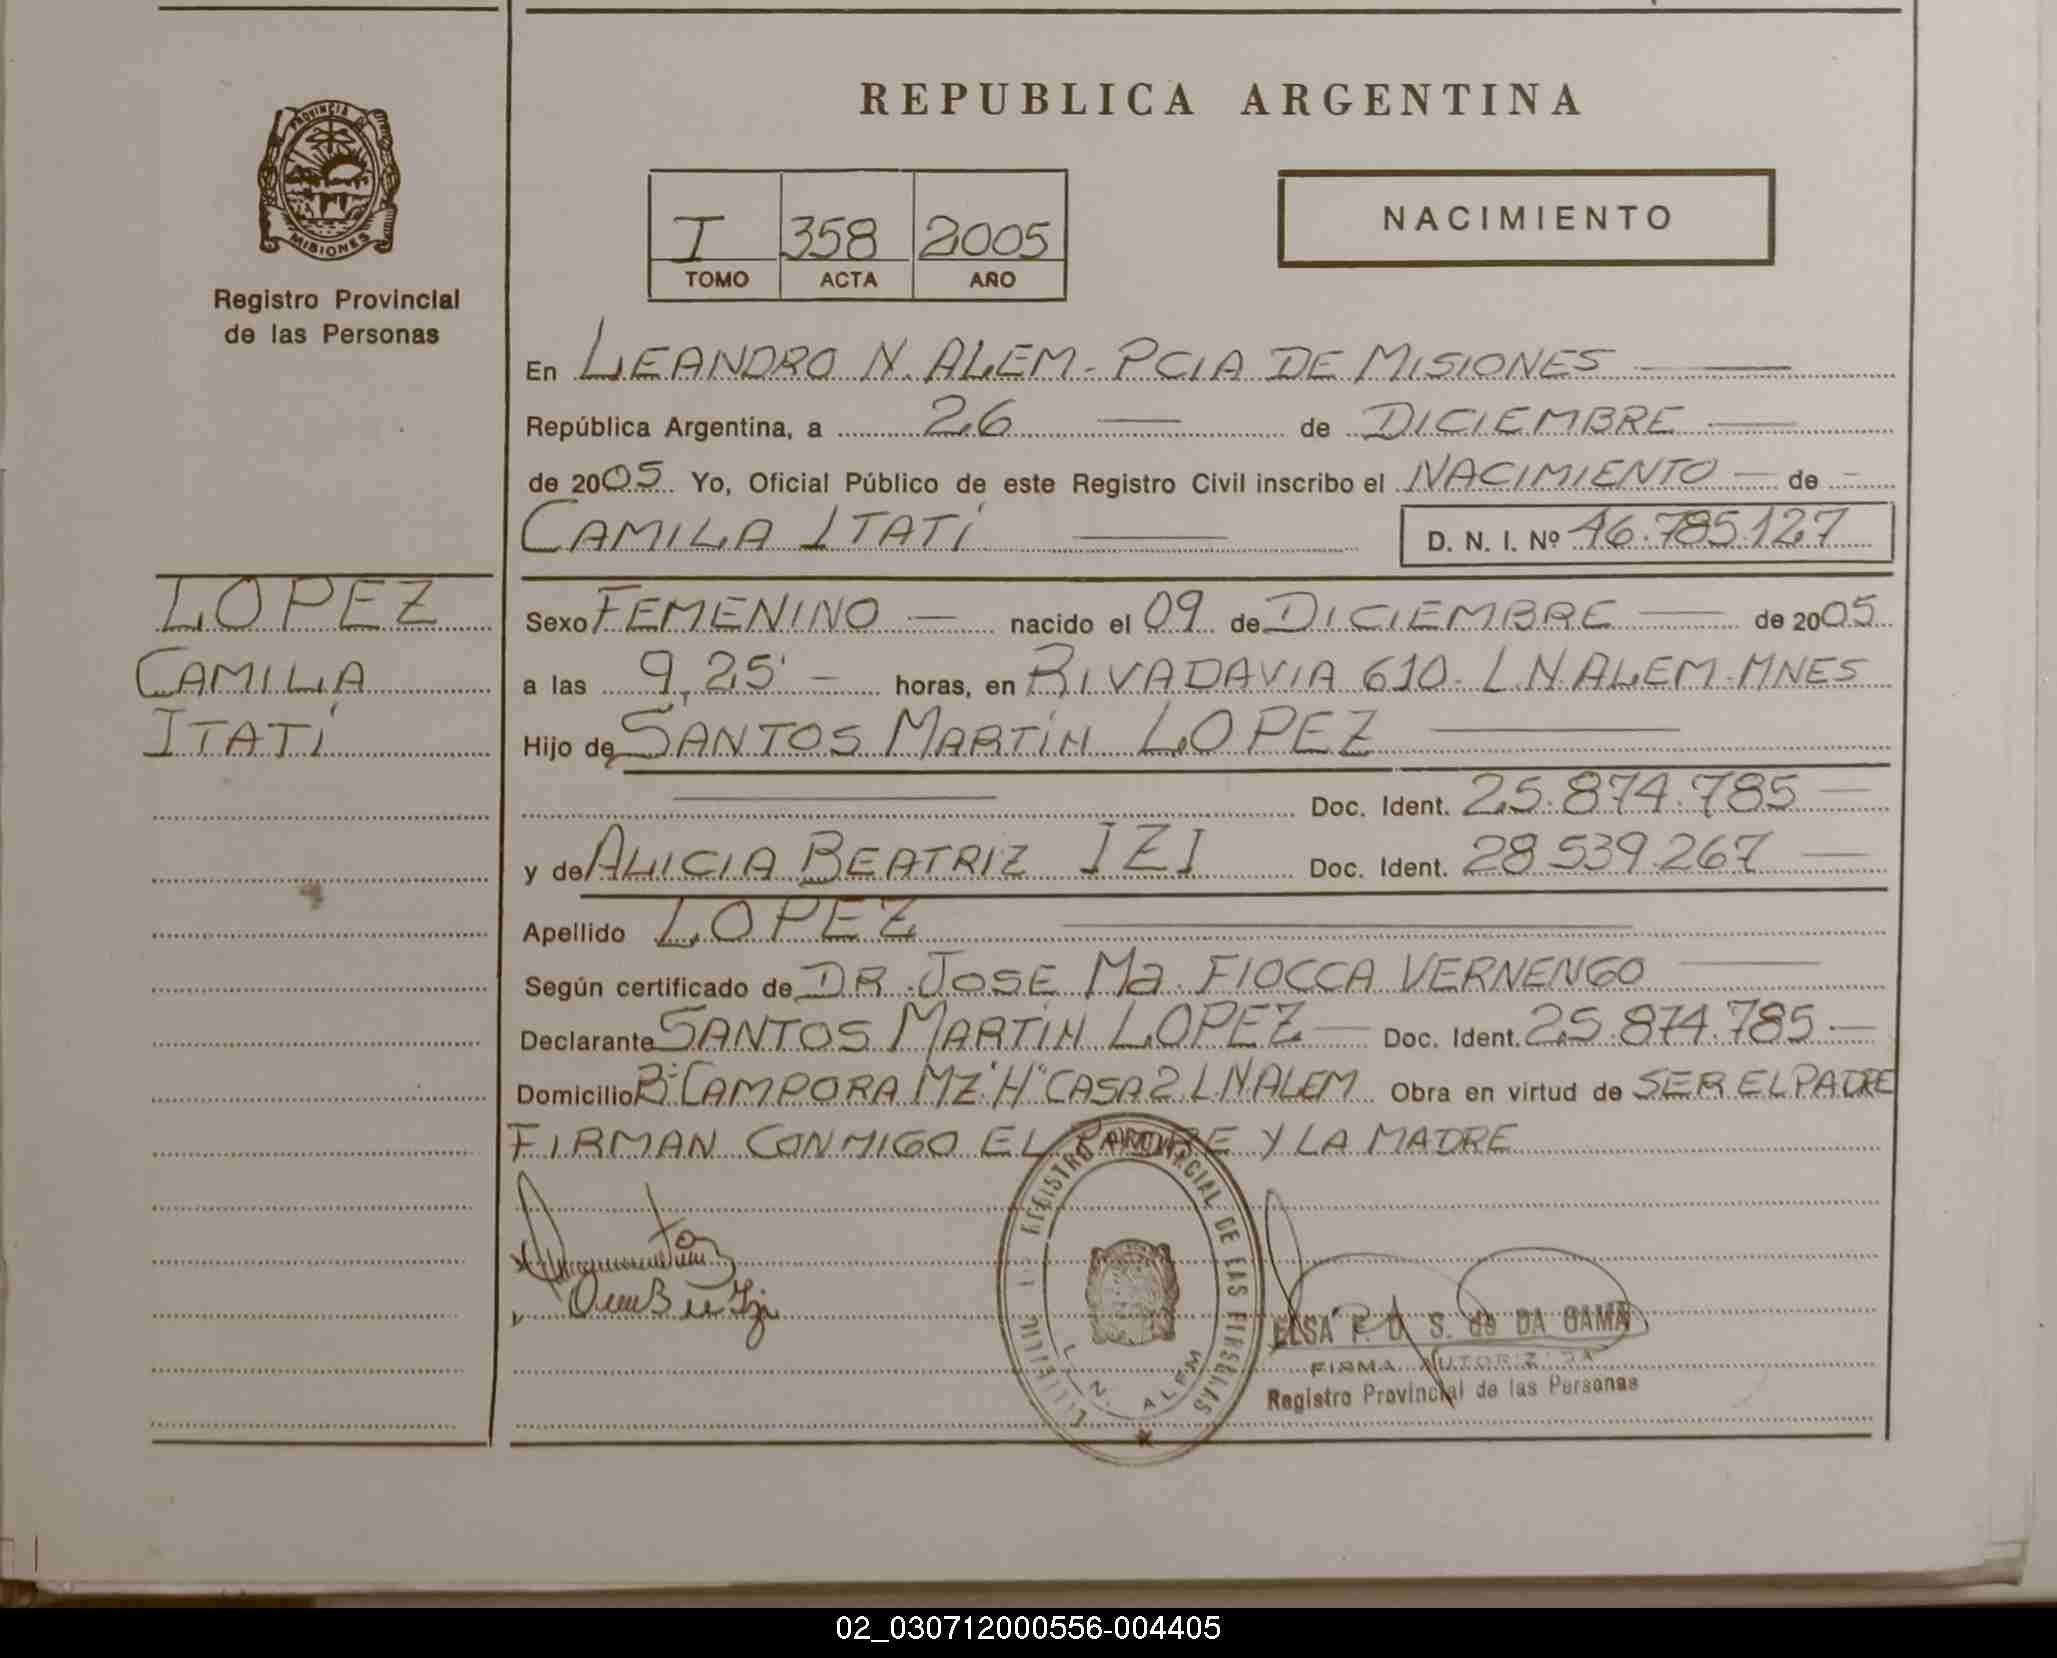 REPUBLICA ARGENTINA
PROVINCIA DE
MISIONES
Registro Provincial
de las Personas
I 358 2005
TOMO ACTA AÑO
NACIMIENTO
En LEANDRO N. ALEM - PCIA DE MISIONES
República Argentina, a 26 de DICIEMBRE
de 2005 Yo, Oficial Público de este Registro Civil inscribo el NACIMIENTO de
CAMILA ITATÍ D. N. I. Nº 46.785.127
LOPEZ
CAMILA
ITATÍ
Sexo FEMENINO nacido el 09 de DICIEMBRE de 2005
a las 9,25' horas, en RIVADAVIA 610. L N ALEM. MNES
Hijo de SANTOS MARTÍN LOPEZ
Doc. Ident. 25.874.785
y de ALICIA BEATRIZ IZI Doc. Ident. 28.539.267
Apellido LOPEZ
Según certificado de DR. JOSE Ma. FIOCCA VERNENGO
Declarante SANTOS MARTÍN LOPEZ Doc. Ident. 25.874.785
Domicilio Bº CAMPORA MZ "H" CASA 2 L N ALEM Obra en virtud de SER EL PADRE
FIRMAN CONMIGO EL PADRE Y LA MADRE
REGISTRO PROVINCIAL DE LAS PERSONAS
L. N. ALEM
ELSA P. D. S. de DA GAMA
FIRMA AUTORIZADA
Registro Provincial de las Personas
02_030712000556-004405